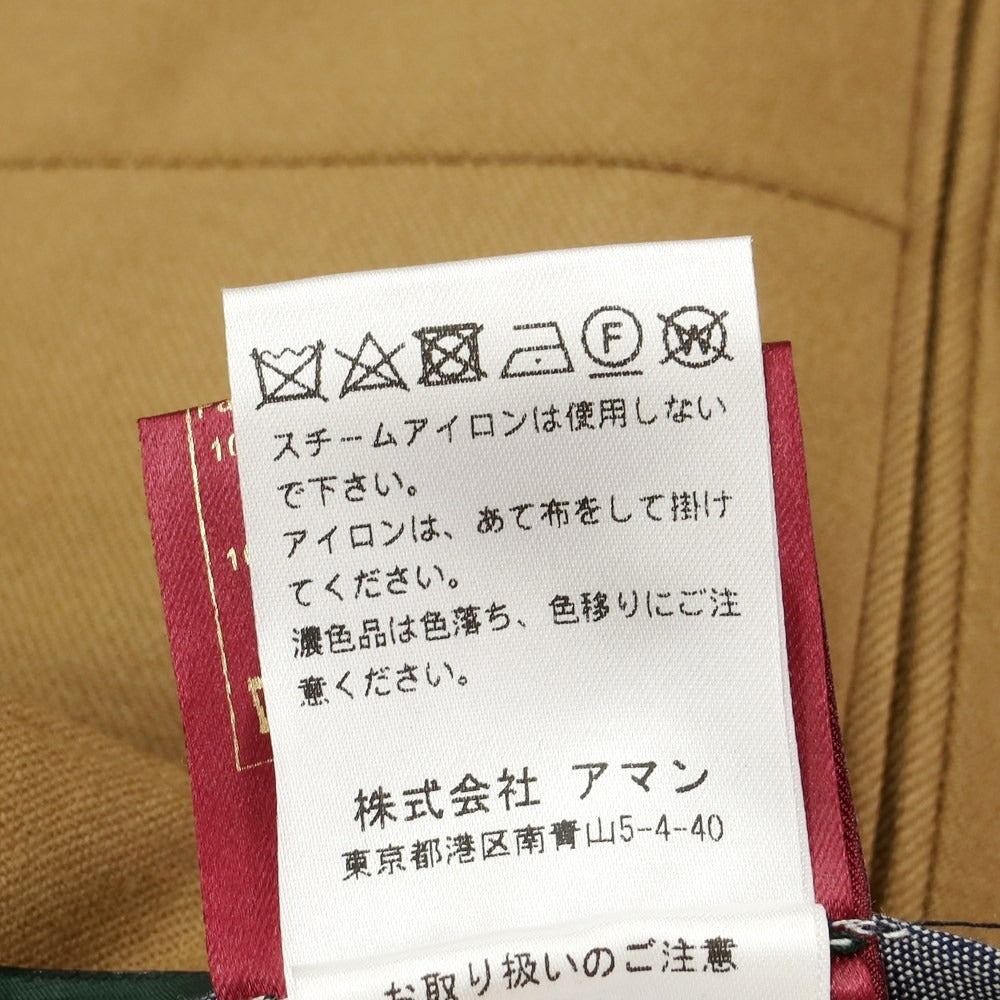 F
W
スチームアイロンは使用しない
で下さい。
アイロンは、あて布をして掛け
てください。
濃色品は色落ち、色移りにご注
意ください。
株式会社 アマン
東京都港区南青山5-4-40
お取り扱いのご注意
10